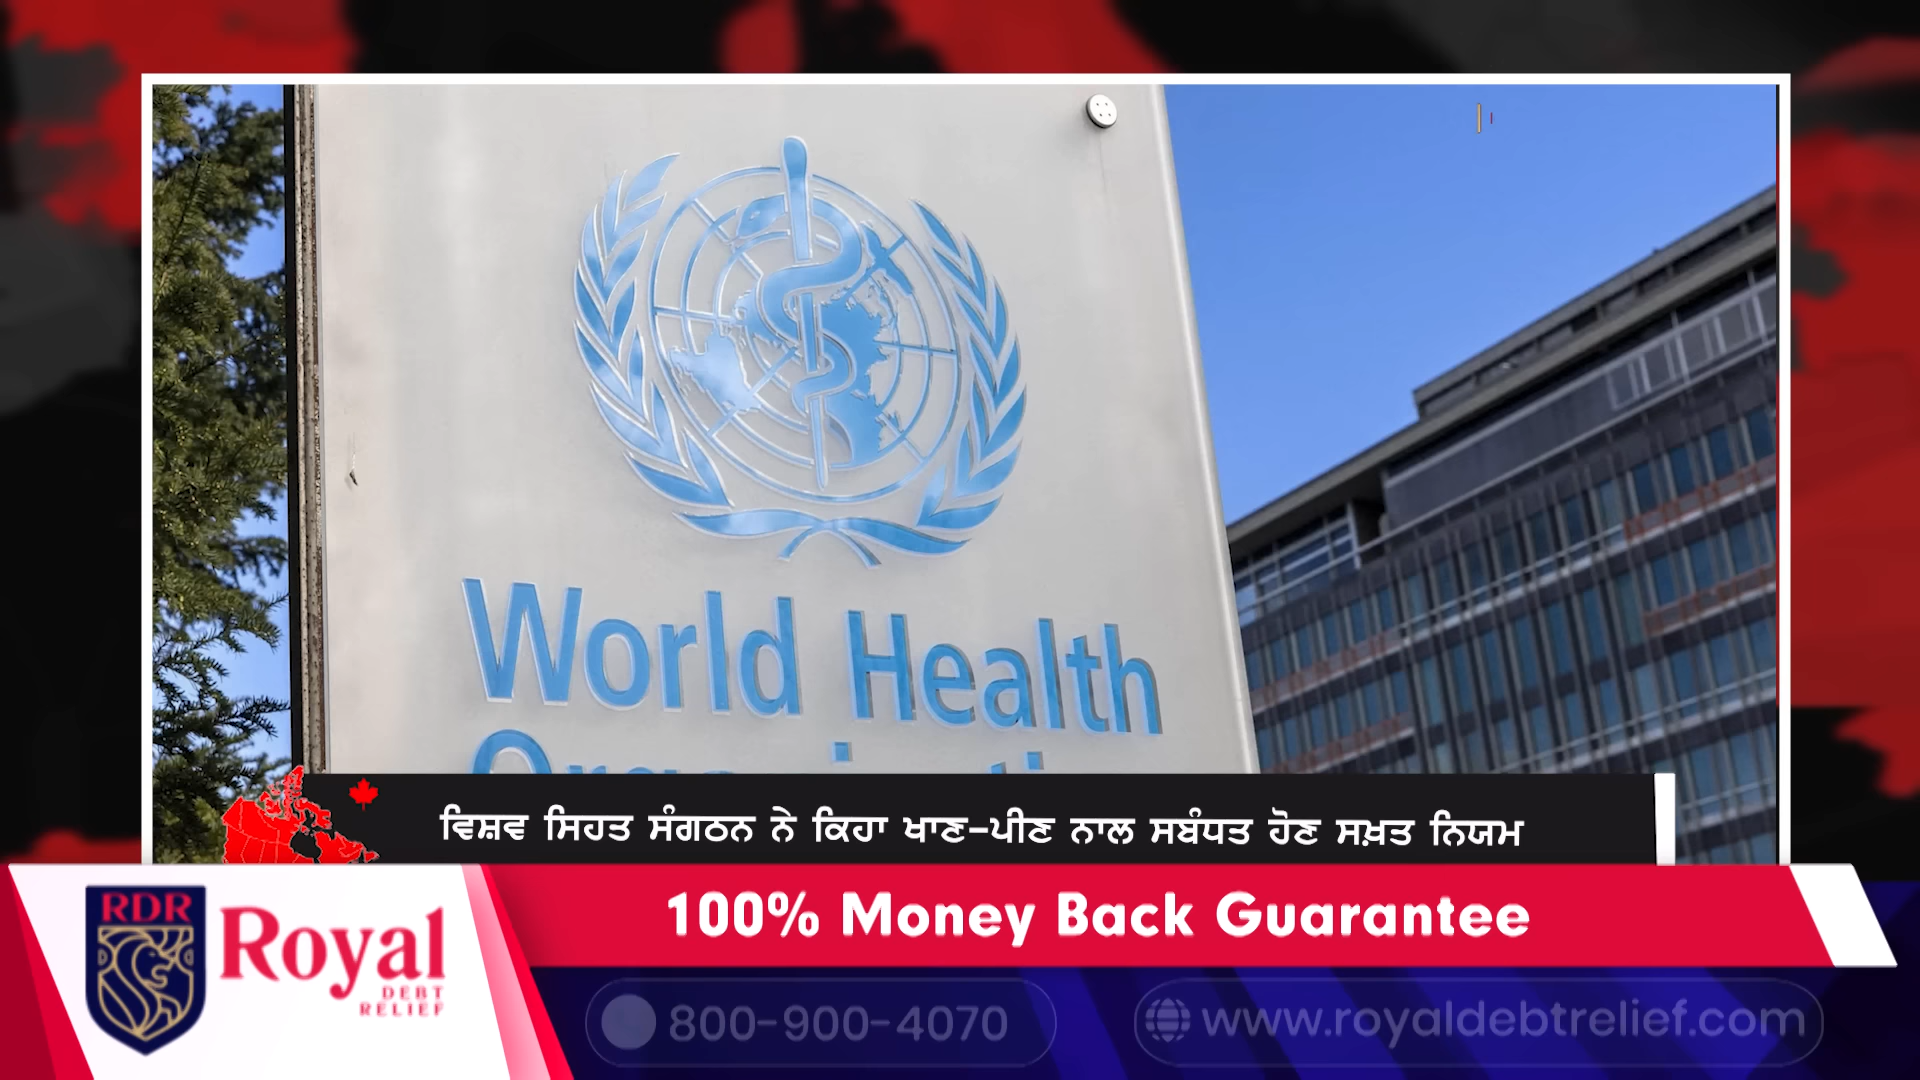 World Health
ਵਿਸ਼ਵ ਸਿਹਤ ਸੰਗਠਨ ਨੇ ਕਿਹਾ ਖਾਣ-ਪੀਣ ਨਾਲ ਸਬੰਧਤ ਹੋਣ ਸਖ਼ਤ ਨਿਯਮ
100% Money Back Guarantee
RDR
Royal
DEBT
RELIEF
800-900-4070
www.royaldebtrelief.com